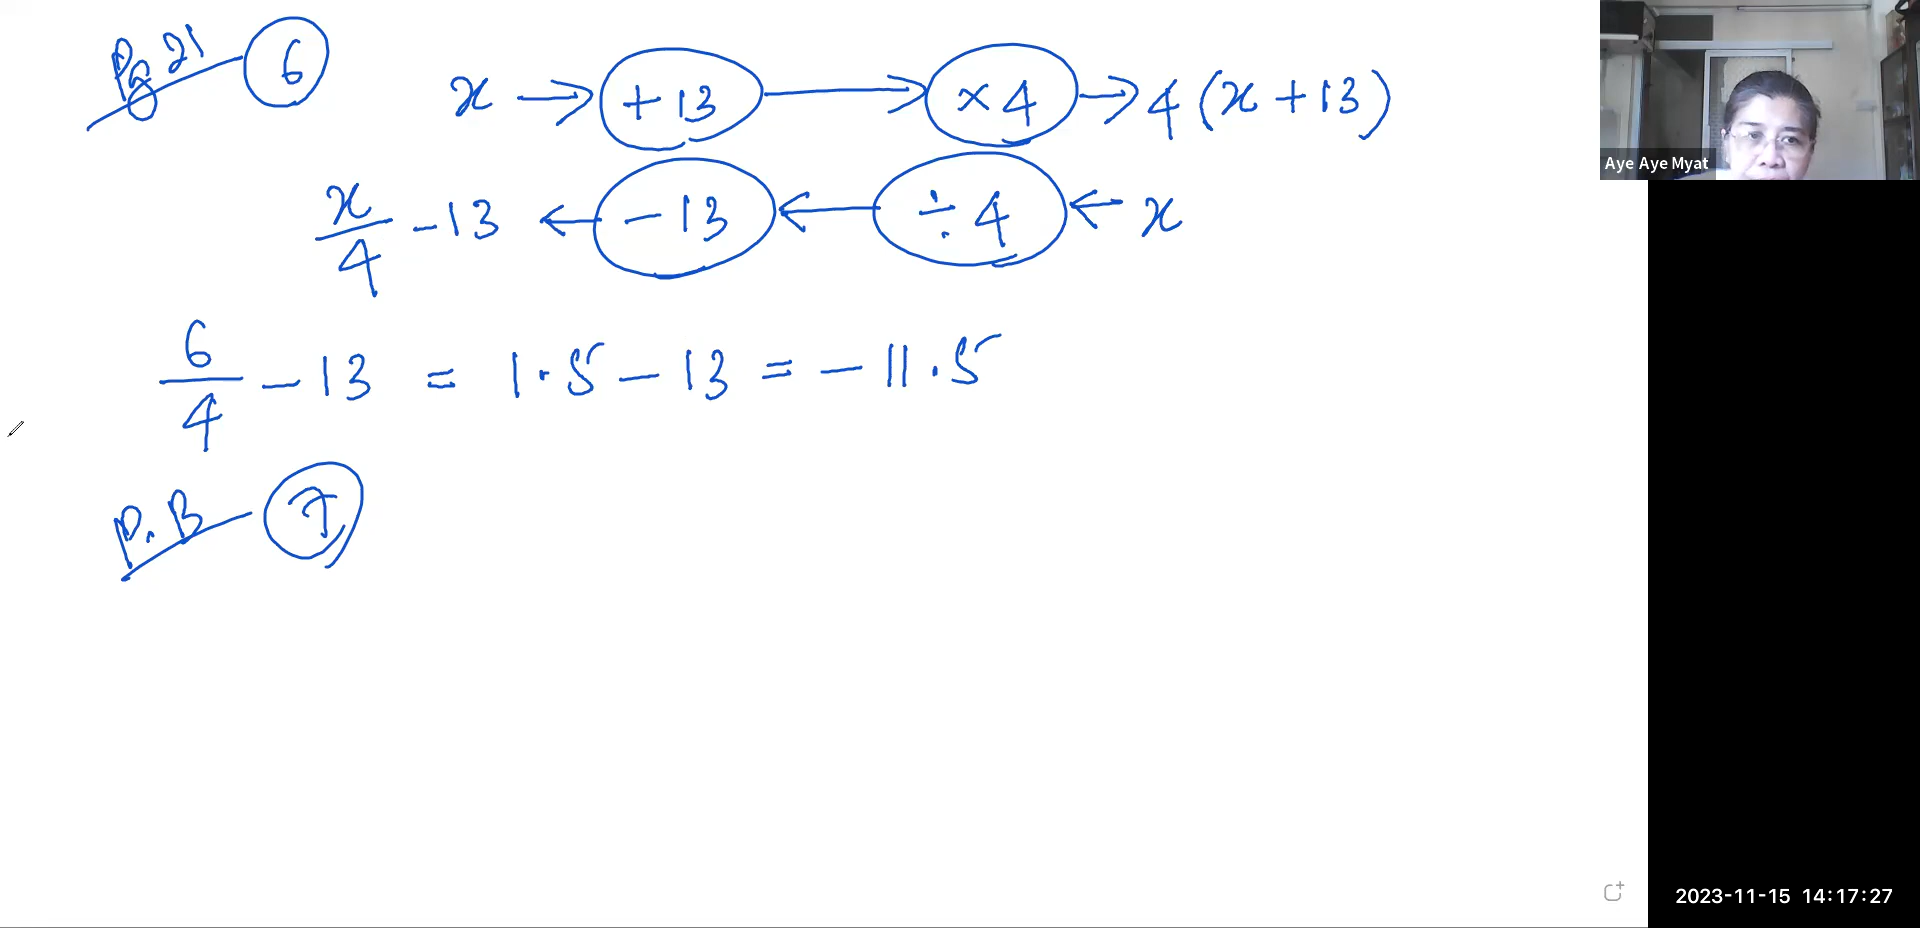 Pg 21 6
x → +13 → ×4 → 4(x+13)
x/4 - 13 ← -13 ← ÷4 ← x
6/4 - 13 = 1.5 - 13 = -11.5
P.B 7
Aye Aye Myat
2023-11-15 14:17:27